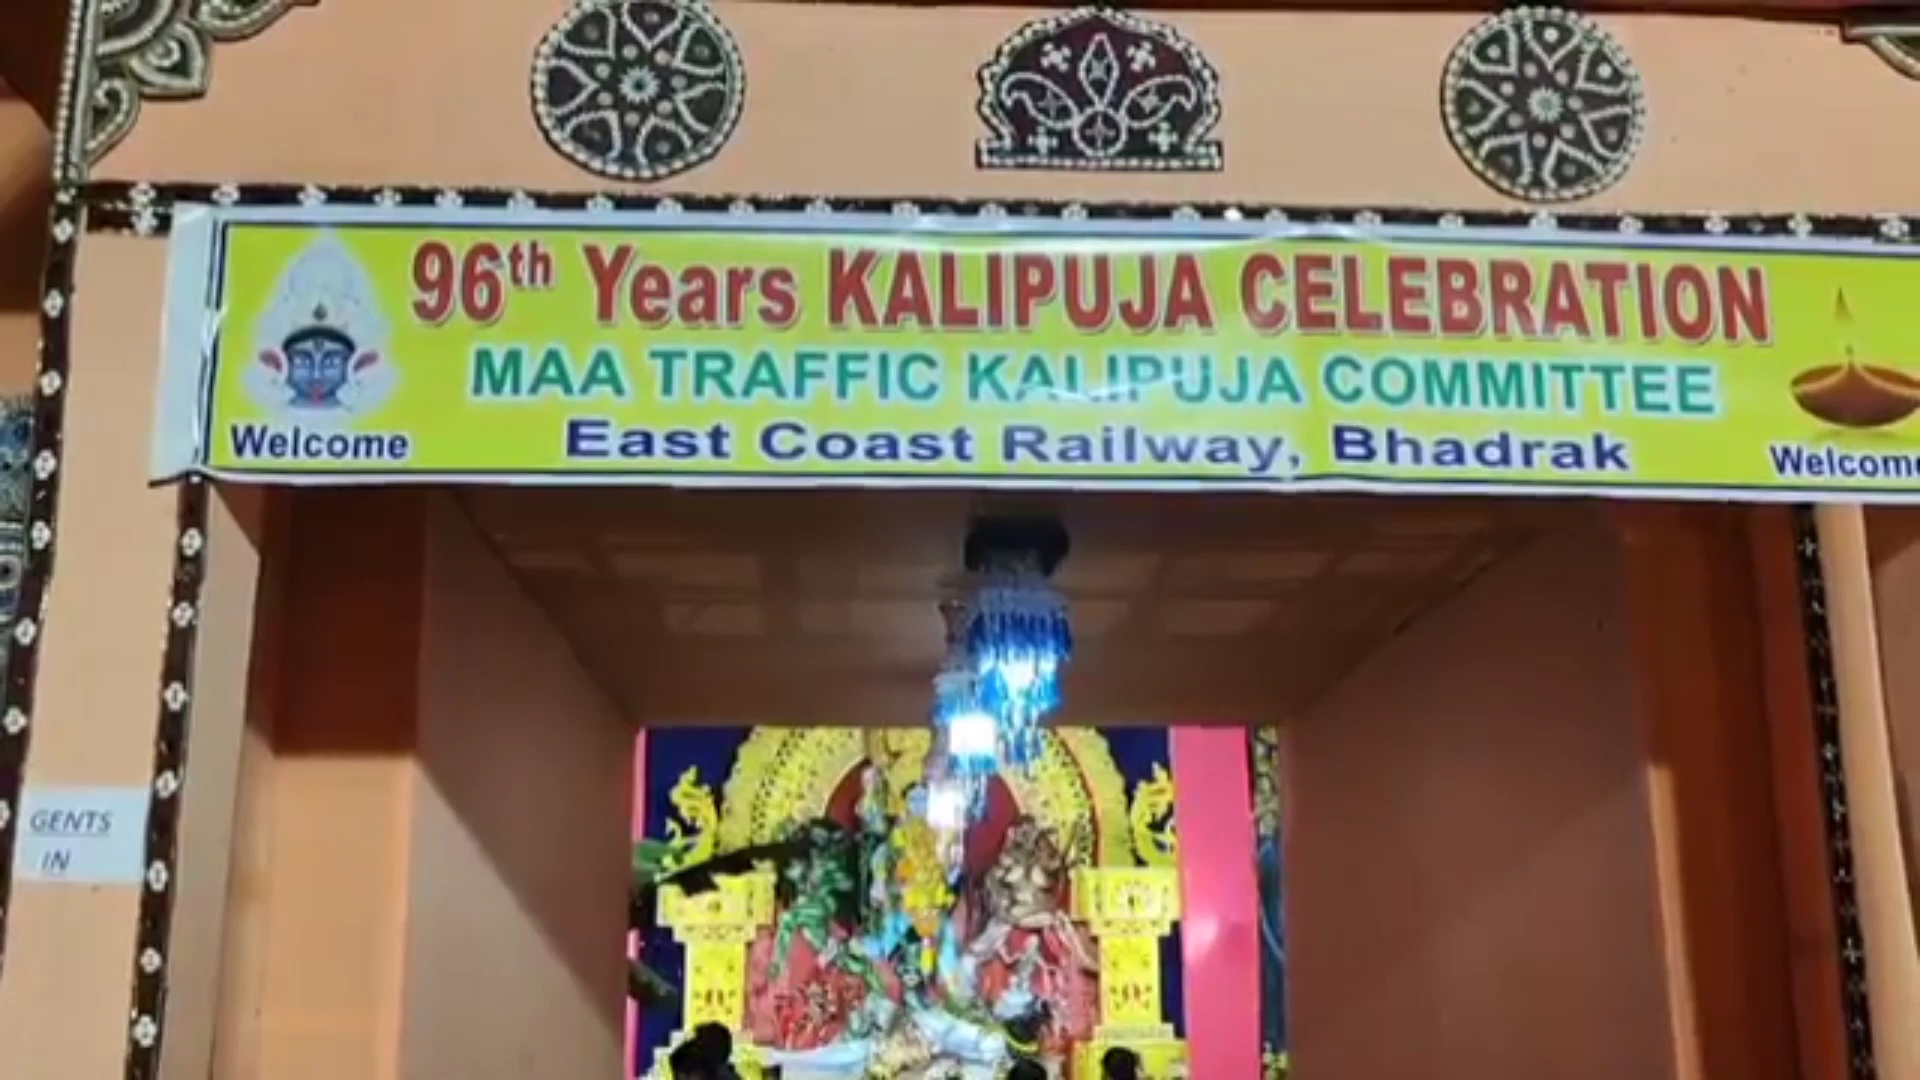 96th Years KALIPUJA CELEBRATION
MAA TRAFFIC KALIPUJA COMMITTEE
Welcome East Coast Railway, Bhadrak Welcome
GENTS
IN